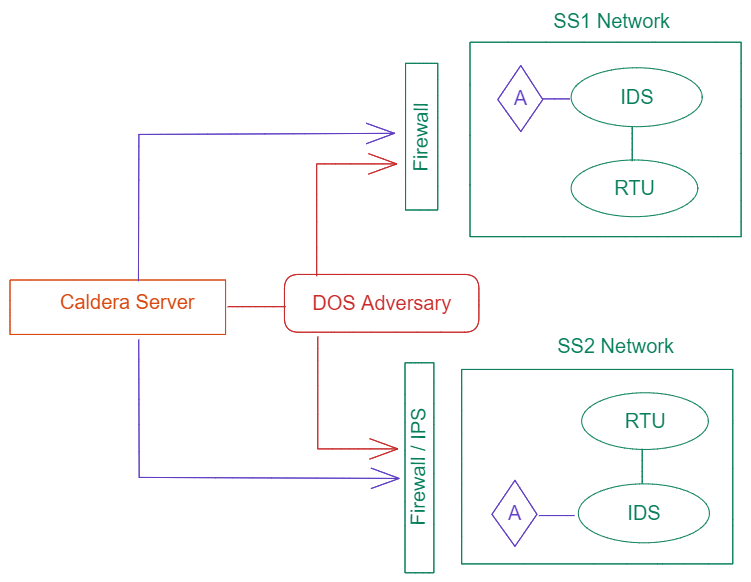 SS1 Network
A
IDS
Firewall
RTU
Caldera Server
DOS Adversary
SS2 Network
RTU
Firewall / IPS
A
IDS